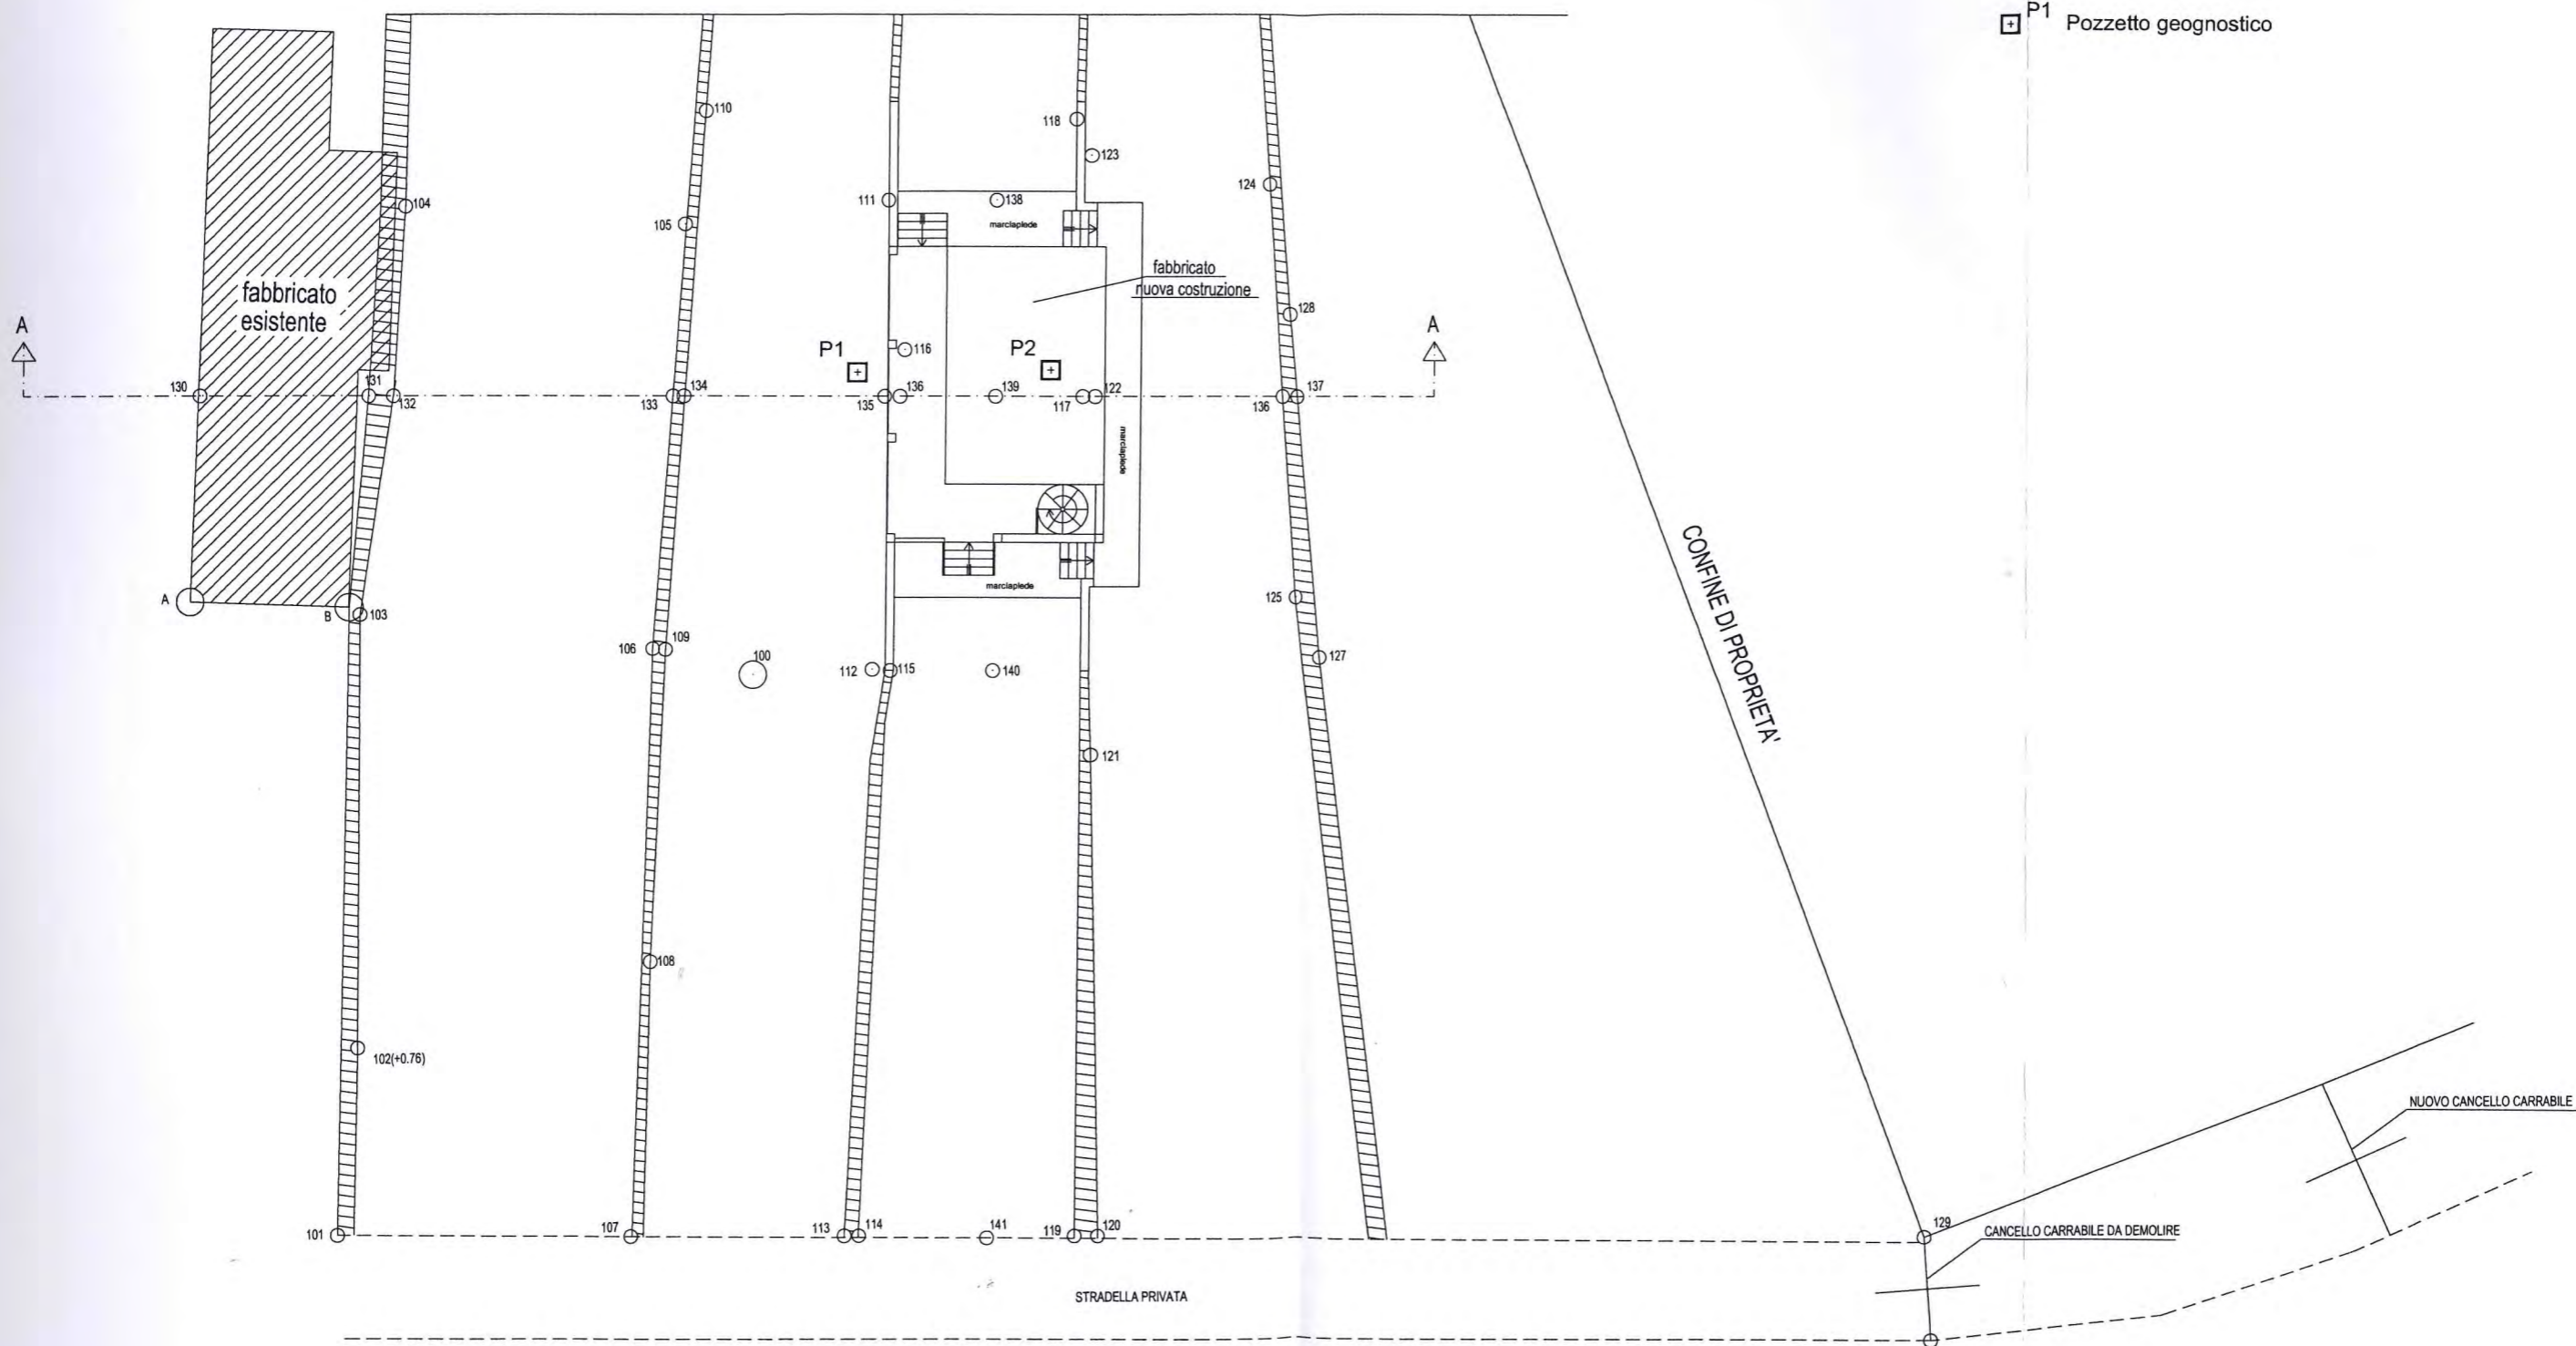 P1
Pozzetto geognostico
110
118
123
124
104
111
138
105
marciapiede
fabbricato
nuova costruzione
fabbricato
esistente
128
A
A
P1
116
P2
130
131
132
133
134
135
136
139
117
122
136
137
marciapiede
CONFINE DI PROPRIETA'
marciapiede
A
B
103
125
106
109
100
112
115
140
127
121
108
102(+0.76)
NUOVO CANCELLO CARRABILE
101
107
113
114
141
119
120
129
CANCELLO CARRABILE DA DEMOLIRE
STRADELLA PRIVATA